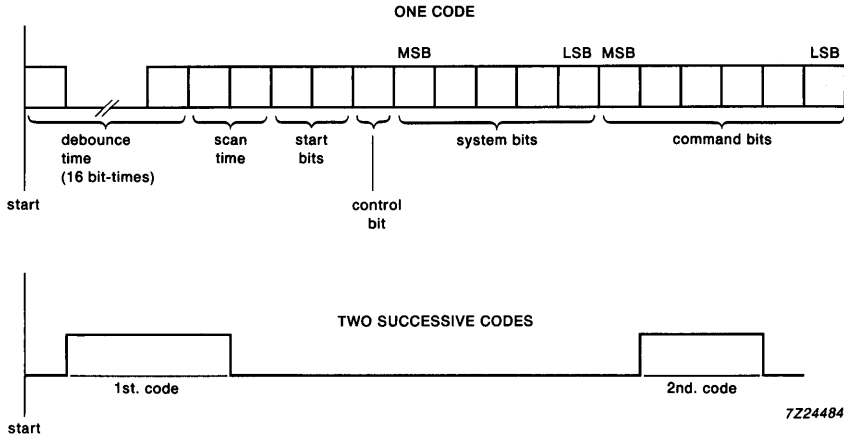 ONE CODE
MSB
LSB
MSB
LSB
debounce
time
(16 bit-times)
scan
time
start
bits
control
bit
system bits
command bits
start
TWO SUCCESSIVE CODES
1st. code
2nd. code
7Z24484
start